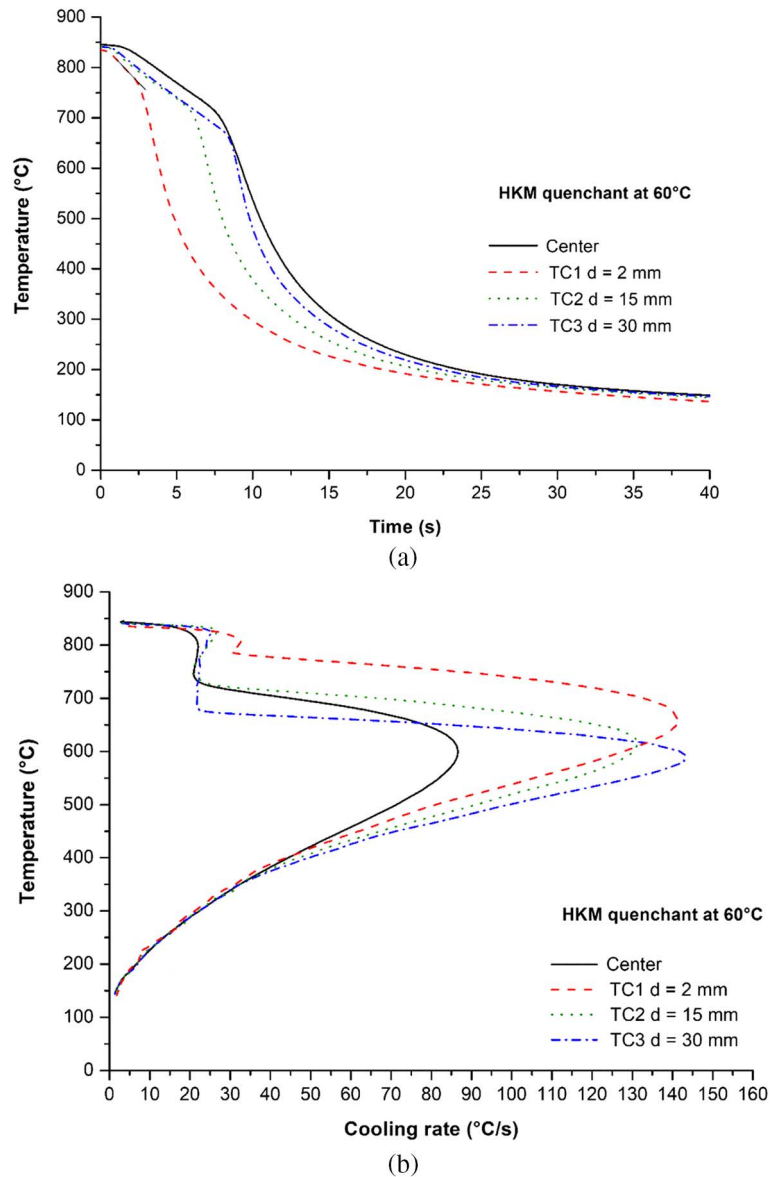 900
800
700
600
500
400
300
200
100
0
Temperature (°C)
HKM quenchant at 60°C
Center
TC1 d = 2 mm
TC2 d = 15 mm
TC3 d = 30 mm
0 5 10 15 20 25 30 35 40
Time (s)
(a)
900
800
700
600
500
400
300
200
100
0
Temperature (°C)
HKM quenchant at 60°C
Center
TC1 d = 2 mm
TC2 d = 15 mm
TC3 d = 30 mm
0 10 20 30 40 50 60 70 80 90 100 110 120 130 140 150 160
Cooling rate (°C/s)
(b)